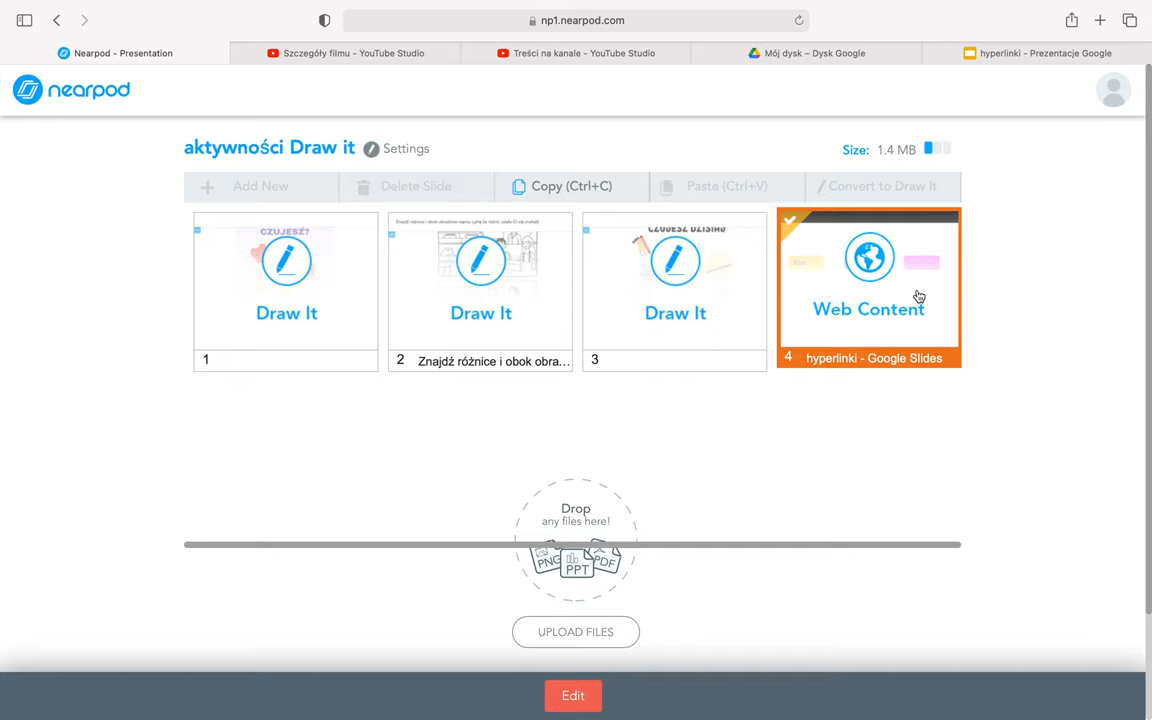 np1.nearpod.com
Nearpod - Presentation
Szczegóły filmu - YouTube Studio
Treści na kanale - YouTube Studio
Mój dysk – Dysk Google
hyperlinki - Prezentacje Google
nearpod
aktywności Draw it
Settings
Size: 1.4 MB
Add New
Delete Slide
Copy (Ctrl+C)
Paste (Ctrl+V)
Convert to Draw It
CZUJESZ?
Draw It
1
Znajdź różnice i obok
Draw It
2 Znajdź różnice i obok obra...
CZUJESZ DZISIAJ
Draw It
3
Web Content
4 hyperlinki - Google Slides
Drop
any files here!
PNG
PPT
PDF
UPLOAD FILES
Edit